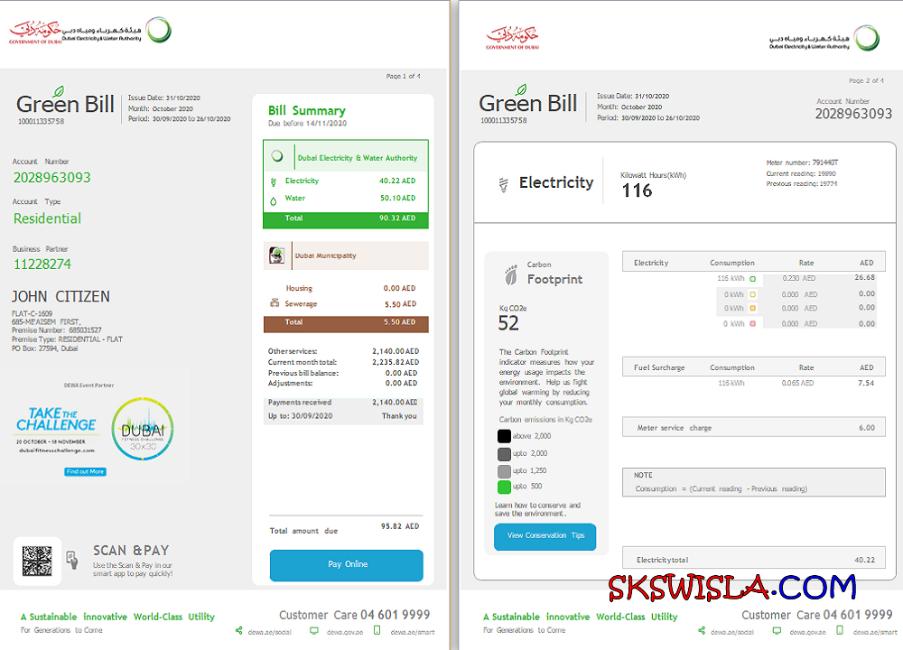 حكومة دبي
GOVERNMENT OF DUBAI
هيئة كهرباء ومياه دبي
Dubai Electricity & Water Authority
Page 1 of 4
Green Bill
100011335758
Issue Date: 31/10/2020
Month: October 2020
Period: 30/09/2020 to 26/10/2020
Account Number
2028963093
Account Type
Residential
Business Partner
11228274
JOHN CITIZEN
FLAT-C-1609
685-ME'AISEM FIRST,
Premise Number: 685031527
Premise Type: RESIDENTIAL - FLAT
PO Box: 27594, Dubai
DEWA Event Partner
TAKE THE
CHALLENGE
20 OCTOBER - 18 NOVEMBER
dubaifitnesschallenge.com
DUBAI
FITNESS CHALLENGE
30X30
Find out More
SCAN & PAY
Use the Scan & Pay in our
smart app to pay quickly!
Bill Summary
Due before 14/11/2020
Dubai Electricity & Water Authority
Electricity 40.22 AED
Water 50.10 AED
Total 90.32 AED
Dubai Municipality
Housing 0.00 AED
Sewerage 5.50 AED
Total 5.50 AED
Other services: 2,140.00 AED
Current month total: 2,235.82 AED
Previous bill balance: 0.00 AED
Adjustments: 0.00 AED
Payments received 2,140.00 AED
Up to: 30/09/2020 Thank you
Total amount due 95.82 AED
Pay Online
A Sustainable innovative World-Class Utility
For Generations to Come
Customer Care 04 601 9999
dewa.ae/social dewa.gov.ae dewa.ae/smart
حكومة دبي
GOVERNMENT OF DUBAI
هيئة كهرباء ومياه دبي
Dubai Electricity & Water Authority
Page 2 of 4
Green Bill
100011335758
Issue Date: 31/10/2020
Month: October 2020
Period: 30/09/2020 to 26/10/2020
Account Number
2028963093
Electricity
Kilowatt Hours(kWh)
116
Meter number: 791440T
Current reading: 19890
Previous reading: 19774
Carbon
Footprint
Kg CO2e
52
The Carbon Footprint
indicator measures how your
energy usage impacts the
environment. Help us fight
global warming by reducing
your monthly consumption.
Carbon emissions in Kg CO2e
above 2,000
upto 2,000
upto 1,250
upto 500
Learn how to conserve and
save the environment.
View Conservation Tips
Electricity Consumption Rate AED
116 kWh 0.230 AED 26.68
0 kWh 0.000 AED 0.00
0 kWh 0.000 AED 0.00
0 kWh 0.000 AED 0.00
Fuel Surcharge Consumption Rate AED
116 kWh 0.065 AED 7.54
Meter service charge 6.00
NOTE
Consumption = (Current reading - Previous reading)
Electricity total 40.22
SKSWISLA.COM
A Sustainable innovative World-Class Utility
For Generations to Come
Customer Care 04 601 9999
dewa.ae/social dewa.gov.ae dewa.ae/smart